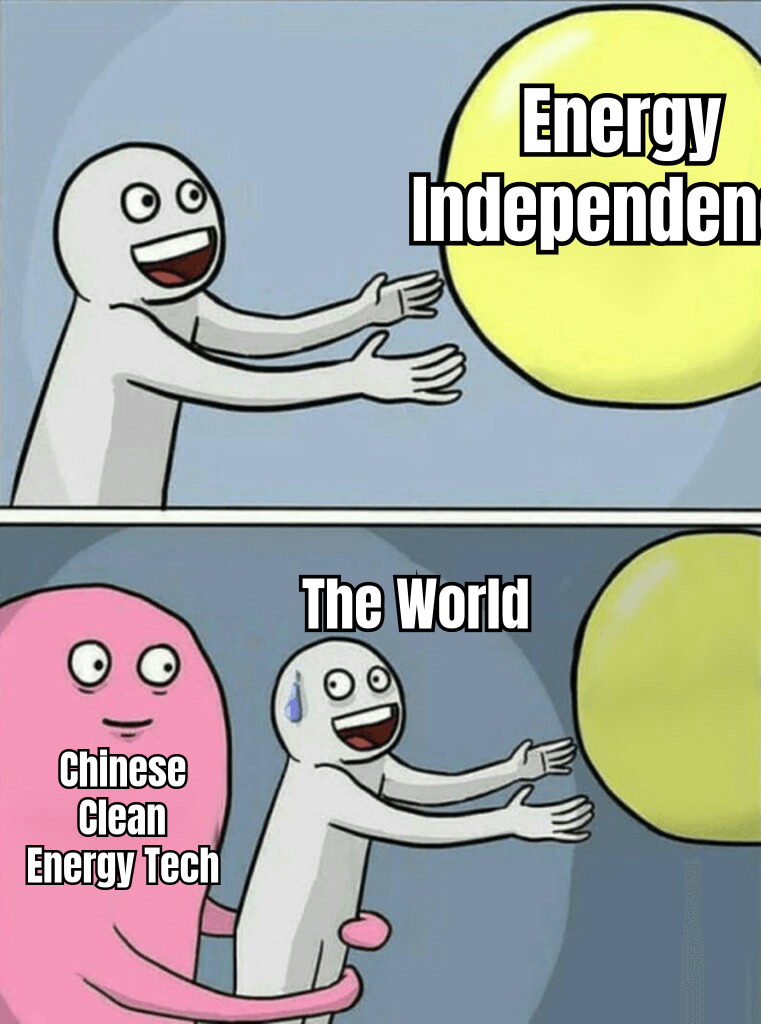 Energy
Independen
The World
Chinese
Clean
Energy Tech